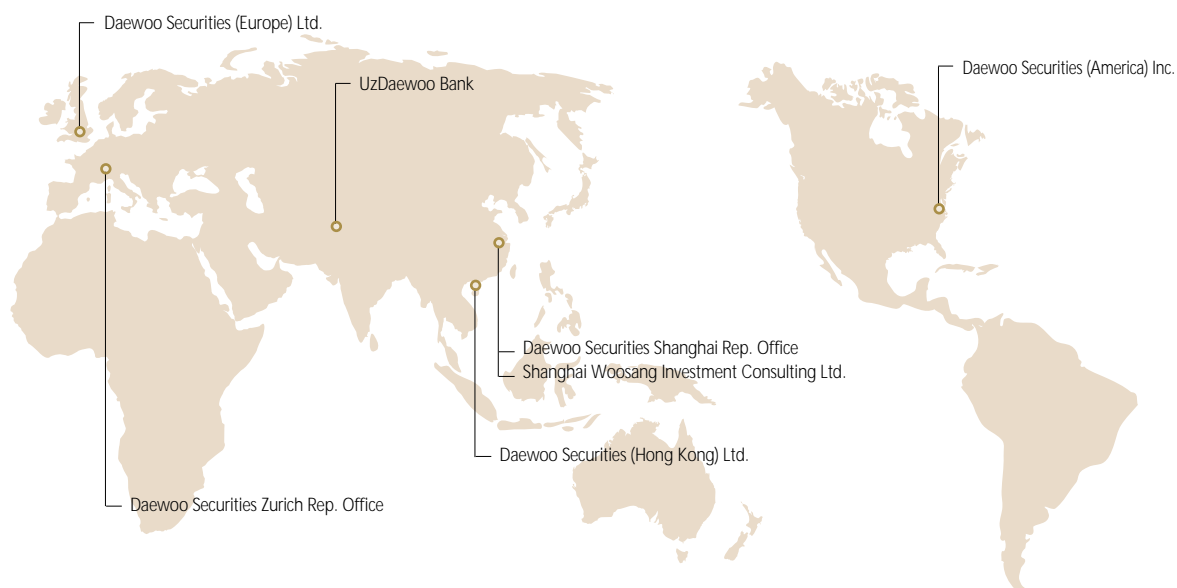 Daewoo Securities (Europe) Ltd.
UzDaewoo Bank
Daewoo Securities (America) Inc.
Daewoo Securities Shanghai Rep. Office
Shanghai Woosang Investment Consulting Ltd.
Daewoo Securities (Hong Kong) Ltd.
Daewoo Securities Zurich Rep. Office